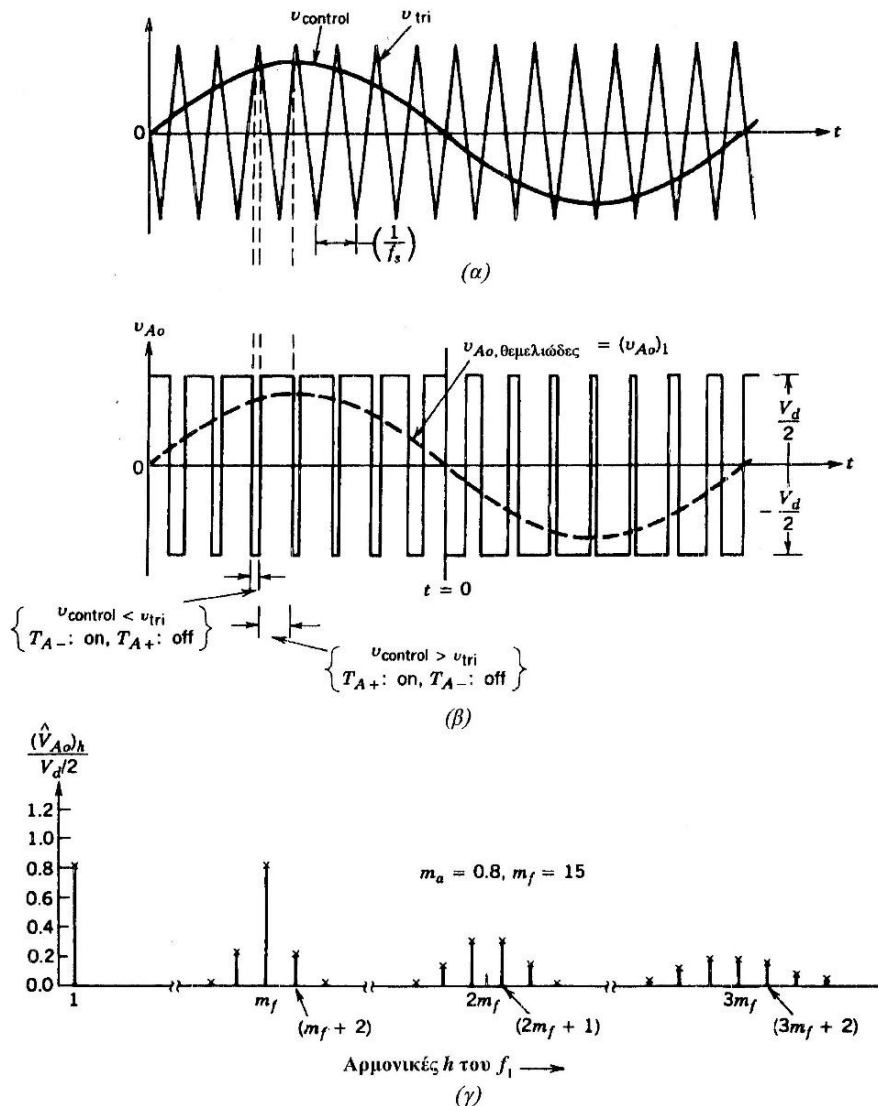 υcontrol
υtri
0
t
(1/fs)
(α)
υAo
υAo, θεμελιώδες = (υAo)1
Vd/2
0
t
− Vd/2
t = 0
υcontrol < υtri
TA−: on, TA+: off
υcontrol > υtri
TA+: on, TA−: off
(β)
(V̂Ao)h
Vd/2
1.2
1.0
0.8
ma = 0.8, mf = 15
0.6
0.4
0.2
0.0
1
mf
2mf
3mf
(mf + 2)
(2mf + 1)
(3mf + 2)
Αρμονικές h του f1
(γ)